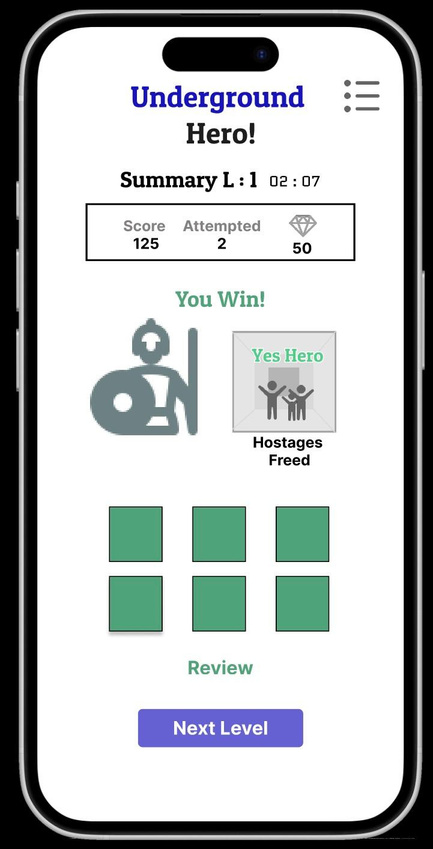 Underground
Hero!
Summary L : 1 02 : 07
Score Attempted
125 2 50
You Win!
Yes Hero
Hostages
Freed
Review
Next Level